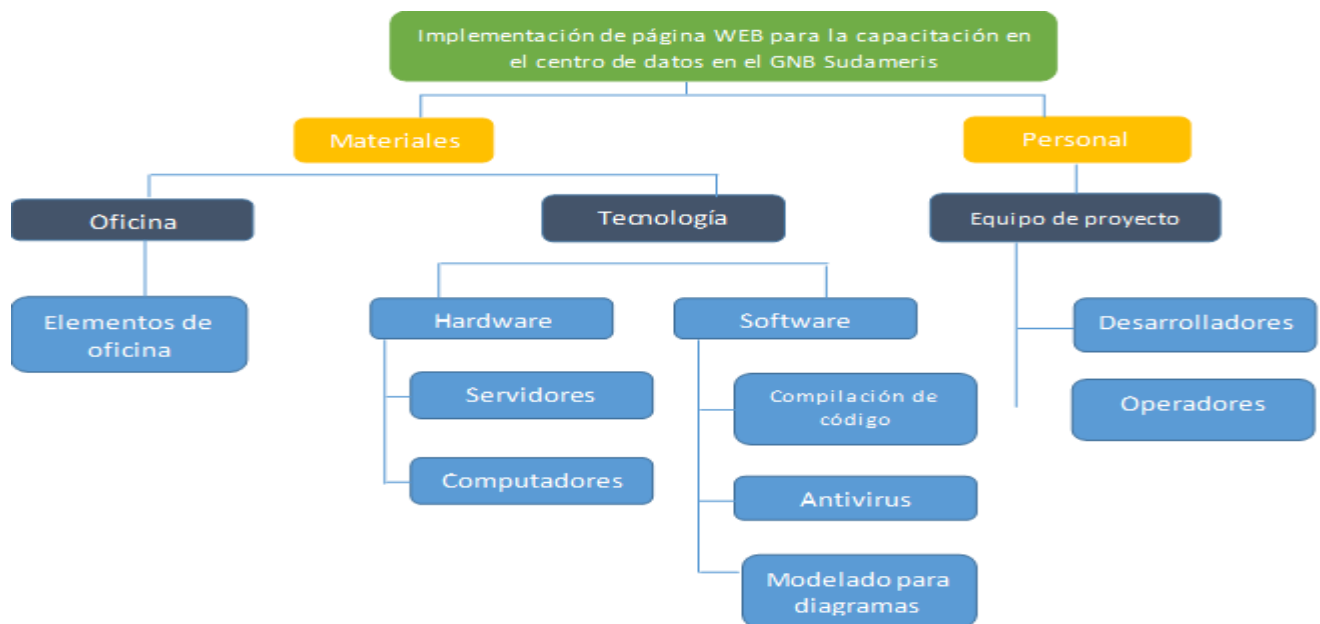 Implementación de página WEB para la capacitación en
el centro de datos en el GNB Sudameris
Materiales
Personal
Oficina
Tecnología
Equipo de proyecto
Elementos de
oficina
Hardware
Software
Desarrolladores
Servidores
Compilación de
código
Operadores
Computadores
Antivirus
Modelado para
diagramas